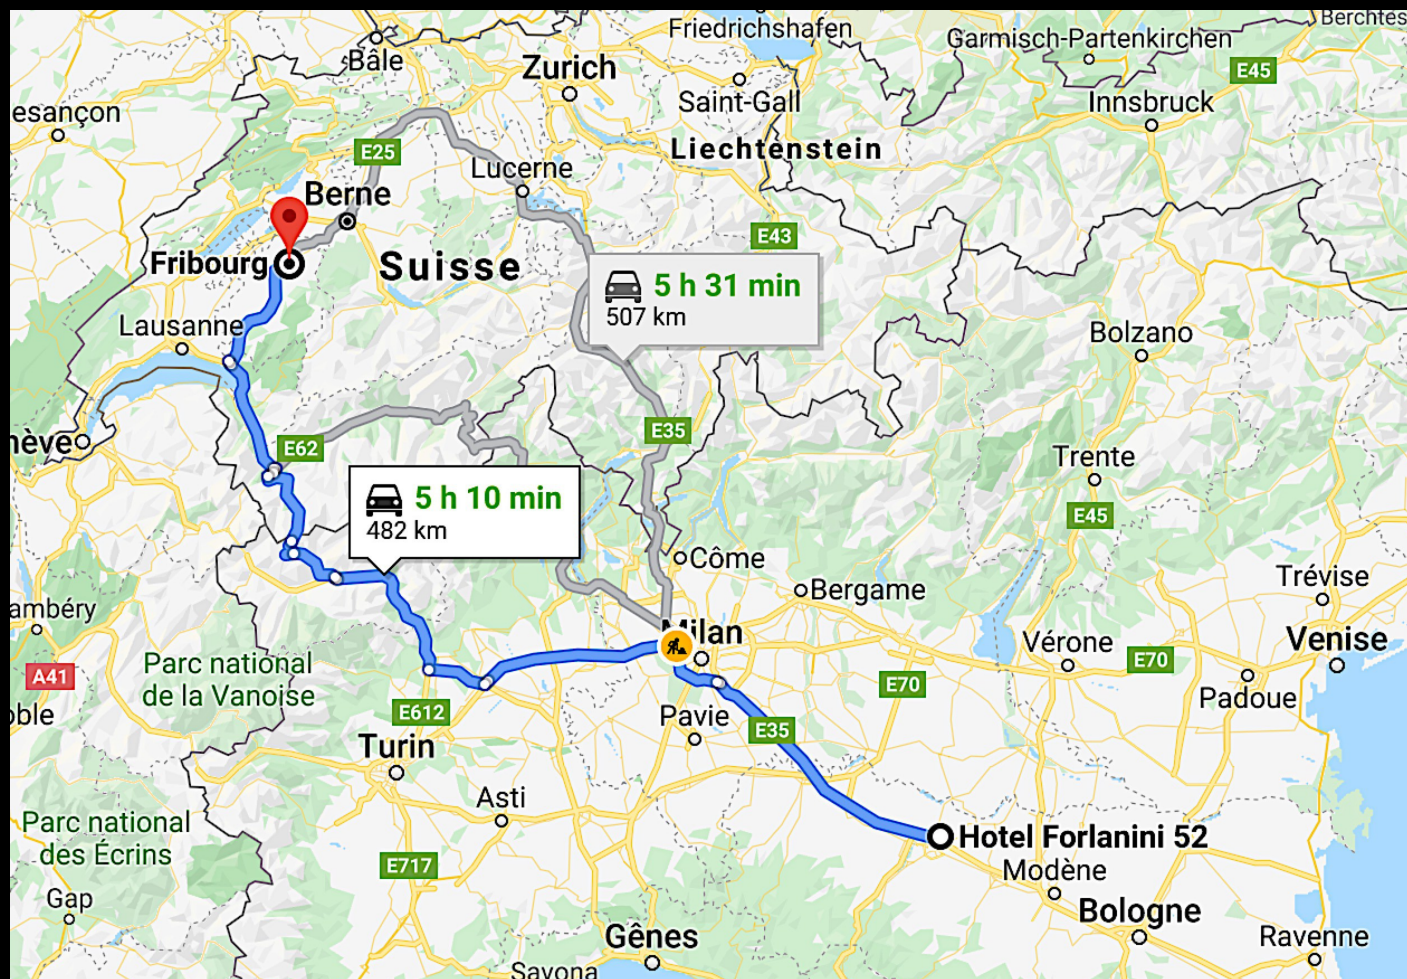 Berchtes
Friedrichshafen
Garmisch-Partenkirchen
Bâle
Zurich
E45
esançon
Saint-Gall
Innsbruck
E25
Liechtenstein
Lucerne
Berne
E43
Fribourg
Suisse
5 h 31 min
507 km
Lausanne
Bolzano
E35
nève
E62
Trente
5 h 10 min
482 km
E45
Côme
Bergame
Trévise
ambéry
Milan
Vérone
Venise
E70
Parc national
de la Vanoise
A41
E70
Padoue
oble
E612
Pavie
E35
Turin
Asti
Parc national
des Écrins
Hotel Forlanini 52
E717
Modène
Gap
Bologne
Gênes
Ravenne
Savona